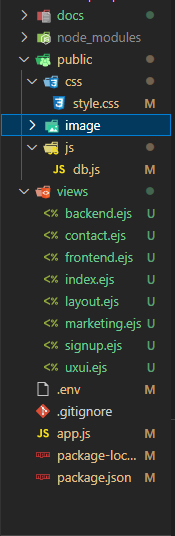 docs
node_modules
public
css
style.css M
image
js
db.js M
views
backend.ejs U
contact.ejs U
frontend.ejs U
index.ejs U
layout.ejs U
marketing.ejs U
signup.ejs U
uxui.ejs U
.env M
.gitignore
app.js M
package-loc... M
package.json M